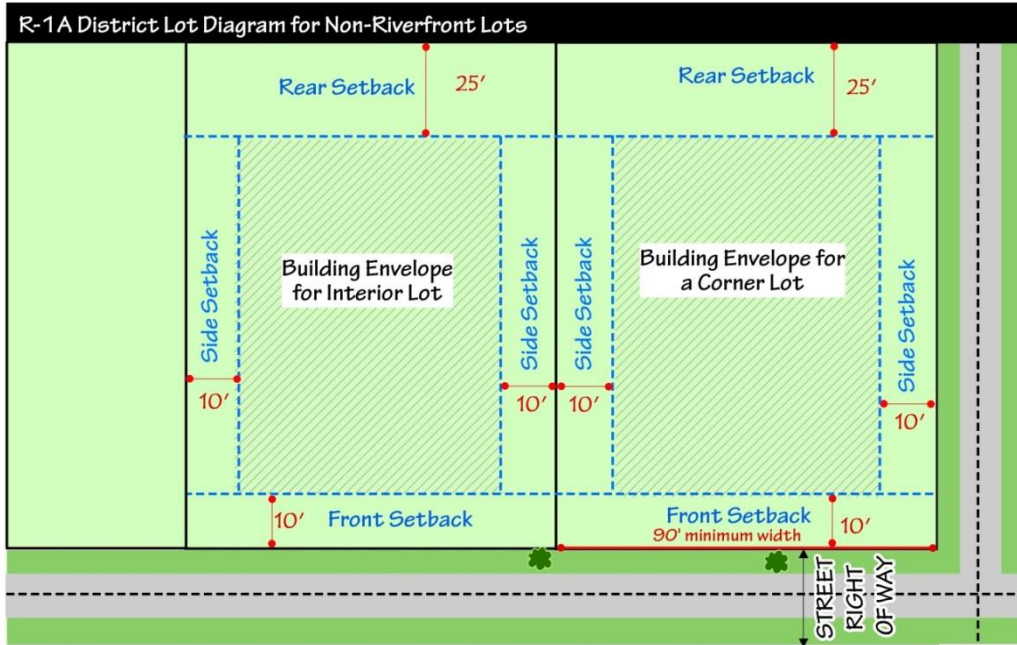 R-1A District Lot Diagram for Non-Riverfront Lots
Rear Setback
25'
Rear Setback
25'
Side Setback
Building Envelope
for Interior Lot
Side Setback
Side Setback
Building Envelope for
a Corner Lot
Side Setback
10'
10'
10'
10'
10'
Front Setback
Front Setback
10'
90' minimum width
STREET
RIGHT
OF WAY